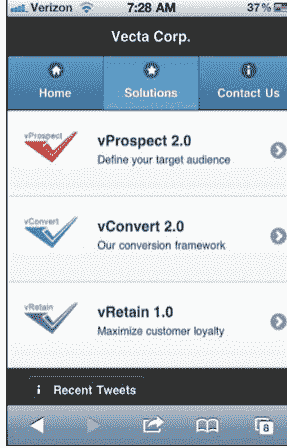 Verizon 7:28 AM 37%
Vecta Corp.
Home Solutions Contact Us
vProspect
vProspect 2.0
Define your target audience
vConvert
vConvert 2.0
Our conversion framework
vRetain
vRetain 1.0
Maximize customer loyalty
i Recent Tweets
8